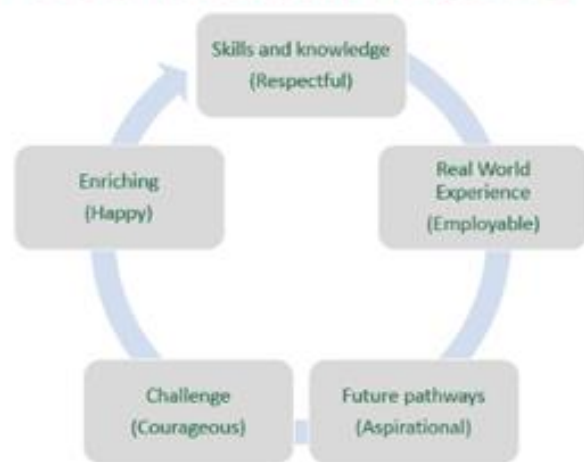 Skills and knowledge
(Respectful)
Real World
Experience
(Employable)
Future pathways
(Aspirational)
Challenge
(Courageous)
Enriching
(Happy)